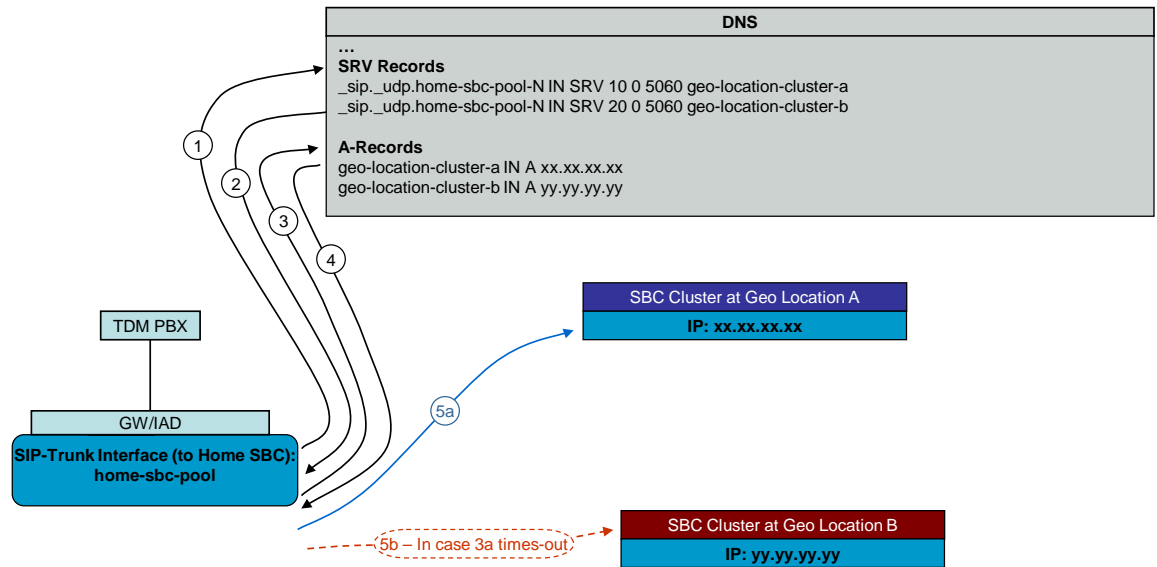 DNS
...
SRV Records
_sip._udp.home-sbc-pool-N IN SRV 10 0 5060 geo-location-cluster-a
_sip._udp.home-sbc-pool-N IN SRV 20 0 5060 geo-location-cluster-b
A-Records
geo-location-cluster-a IN A xx.xx.xx.xx
geo-location-cluster-b IN A yy.yy.yy.yy
1
2
3
4
SBC Cluster at Geo Location A
IP: xx.xx.xx.xx
TDM PBX
5a
GW/IAD
SIP-Trunk Interface (to Home SBC):
home-sbc-pool
SBC Cluster at Geo Location B
5b – In case 3a times-out
IP: yy.yy.yy.yy